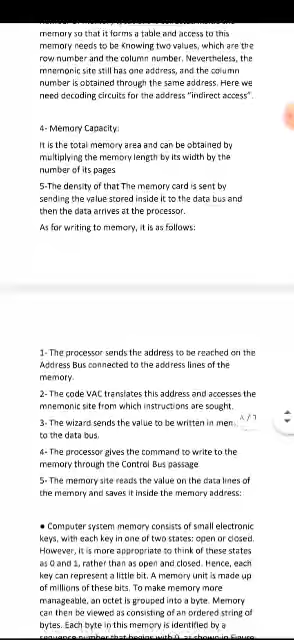 memory so that it forms a table and access to this
memory needs to be Knowing two values, which are the
row number and the column number. Nevertheless, the
mnemonic site still has one address, and the column
number is obtained through the same address. Here we
need decoding circuits for the address "indirect access".
4- Memory Capacity:
It is the total memory area and can be obtained by
multiplying the memory length by its width by the
number of its pages
5-The density of that The memory card is sent by
sending the value stored inside it to the data bus and
then the data arrives at the processor.
As for writing to memory, it is as follows:
1- The processor sends the address to be reached on the
Address Bus connected to the address lines of the
memory.
2- The code VAC translates this address and accesses the
mnemonic site from which instructions are sought.
3- The wizard sends the value to be written in mem
to the data bus.
4- The processor gives the command to write to the
memory through the Control Bus passage
5- The memory site reads the value on the data lines of
the memory and saves it inside the memory address:
● Computer system memory consists of small electronic
keys, with each key in one of two states: open or closed.
However, it is more appropriate to think of these states
as 0 and 1, rather than as open and closed. Hence, each
key can represent a little bit. A memory unit is made up
of millions of these bits. To make memory more
manageable, an octet is grouped into a byte. Memory
can then be viewed as consisting of an ordered string of
bytes. Each byte in this memory is identified by a
sequence number that begins with 0, as shown in Figure